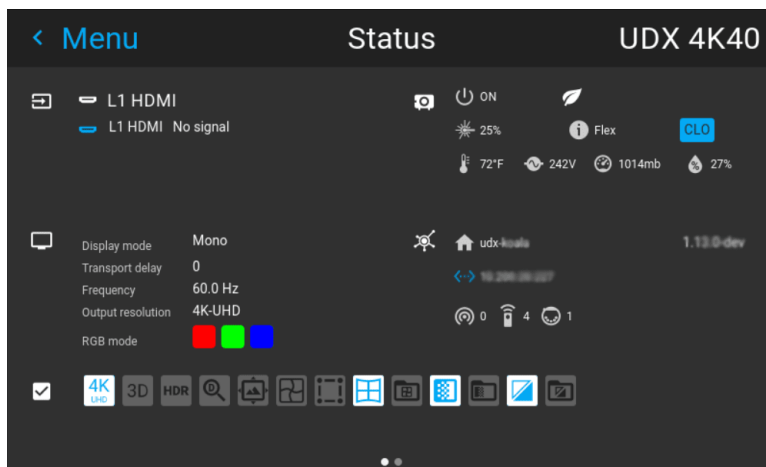 Menu Status UDX 4K40
L1 HDMI
L1 HDMI No signal
ON
25% Flex CLO
72°F 242V 1014mb 27%
Display mode Mono
Transport delay 0
Frequency 60.0 Hz
Output resolution 4K-UHD
RGB mode
udx-
0 4 1
4K UHD 3D HDR